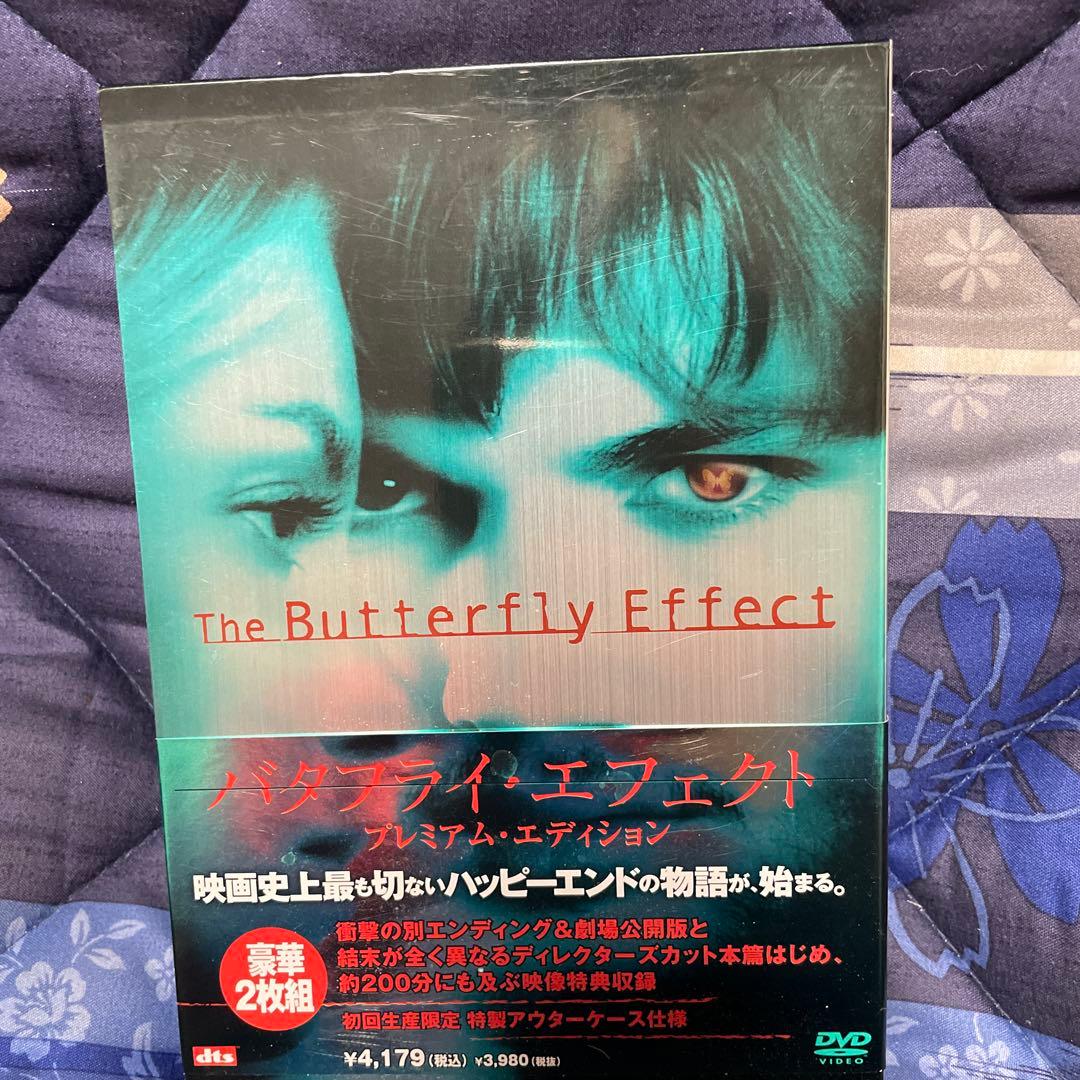 The Butterfly Effect
バタフライ・エフェクト
プレミアム・エディション
映画史上最も切ないハッピーエンドの物語が、始まる。
豪華
2枚組
衝撃の別エンディング&劇場公開版と
結末が全く異なるディレクターズカット本篇はじめ、
約200分にも及ぶ映像特典収録
初回生産限定 特製アウターケース仕様
dts
¥4,179(税込) ¥3,980(税抜)
DVD
VIDEO